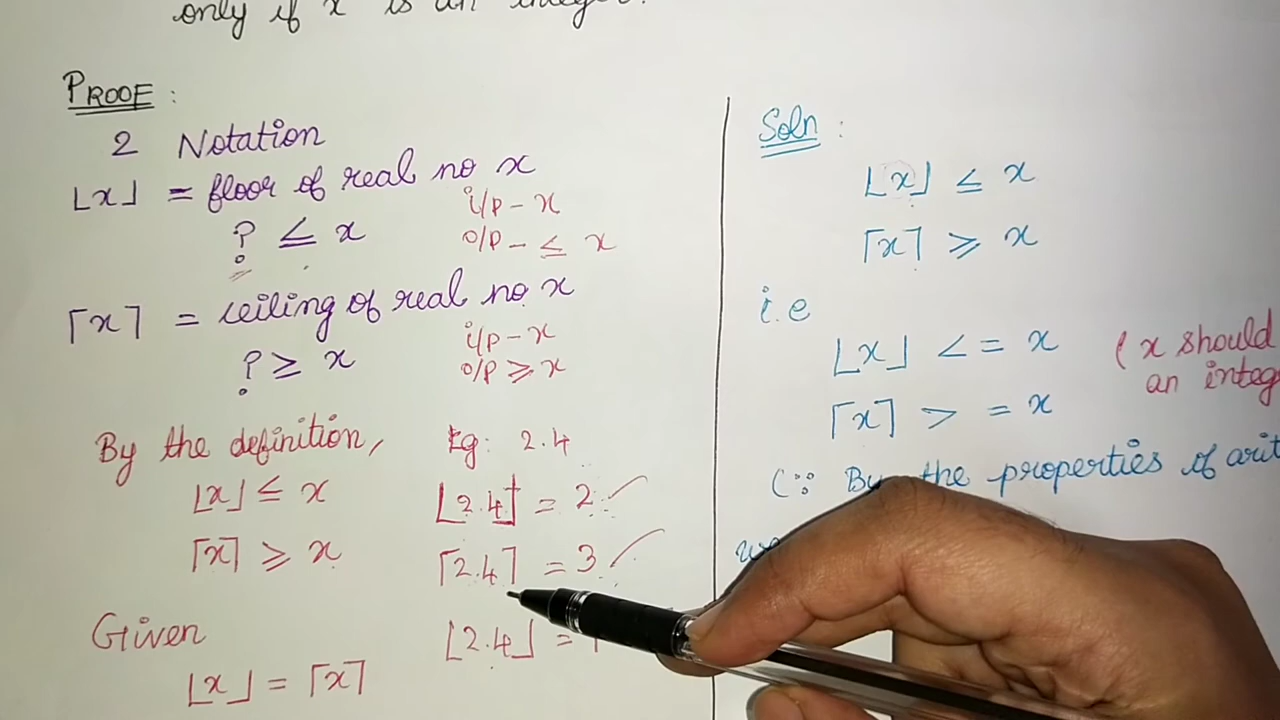 only if x is an integer.
PROOF :
2 Notation
⌊x⌋ = floor of real no x
? ≤ x
i/p - x
o/p - ≤ x
⌈x⌉ = ceiling of real no x
? ≥ x
i/p - x
o/p ≥ x
By the definition,
⌊x⌋ ≤ x
⌈x⌉ ≥ x
Eg: 2.4
⌊2.4⌋ = 2 ✓
⌈2.4⌉ = 3 ✓
⌊2.4⌋ =
Given
⌊x⌋ = ⌈x⌉
Soln :
⌊x⌋ ≤ x
⌈x⌉ ≥ x
i.e
⌊x⌋ < = x
⌈x⌉ > = x
( x should
an integ
(∵ By the properties of arit
we